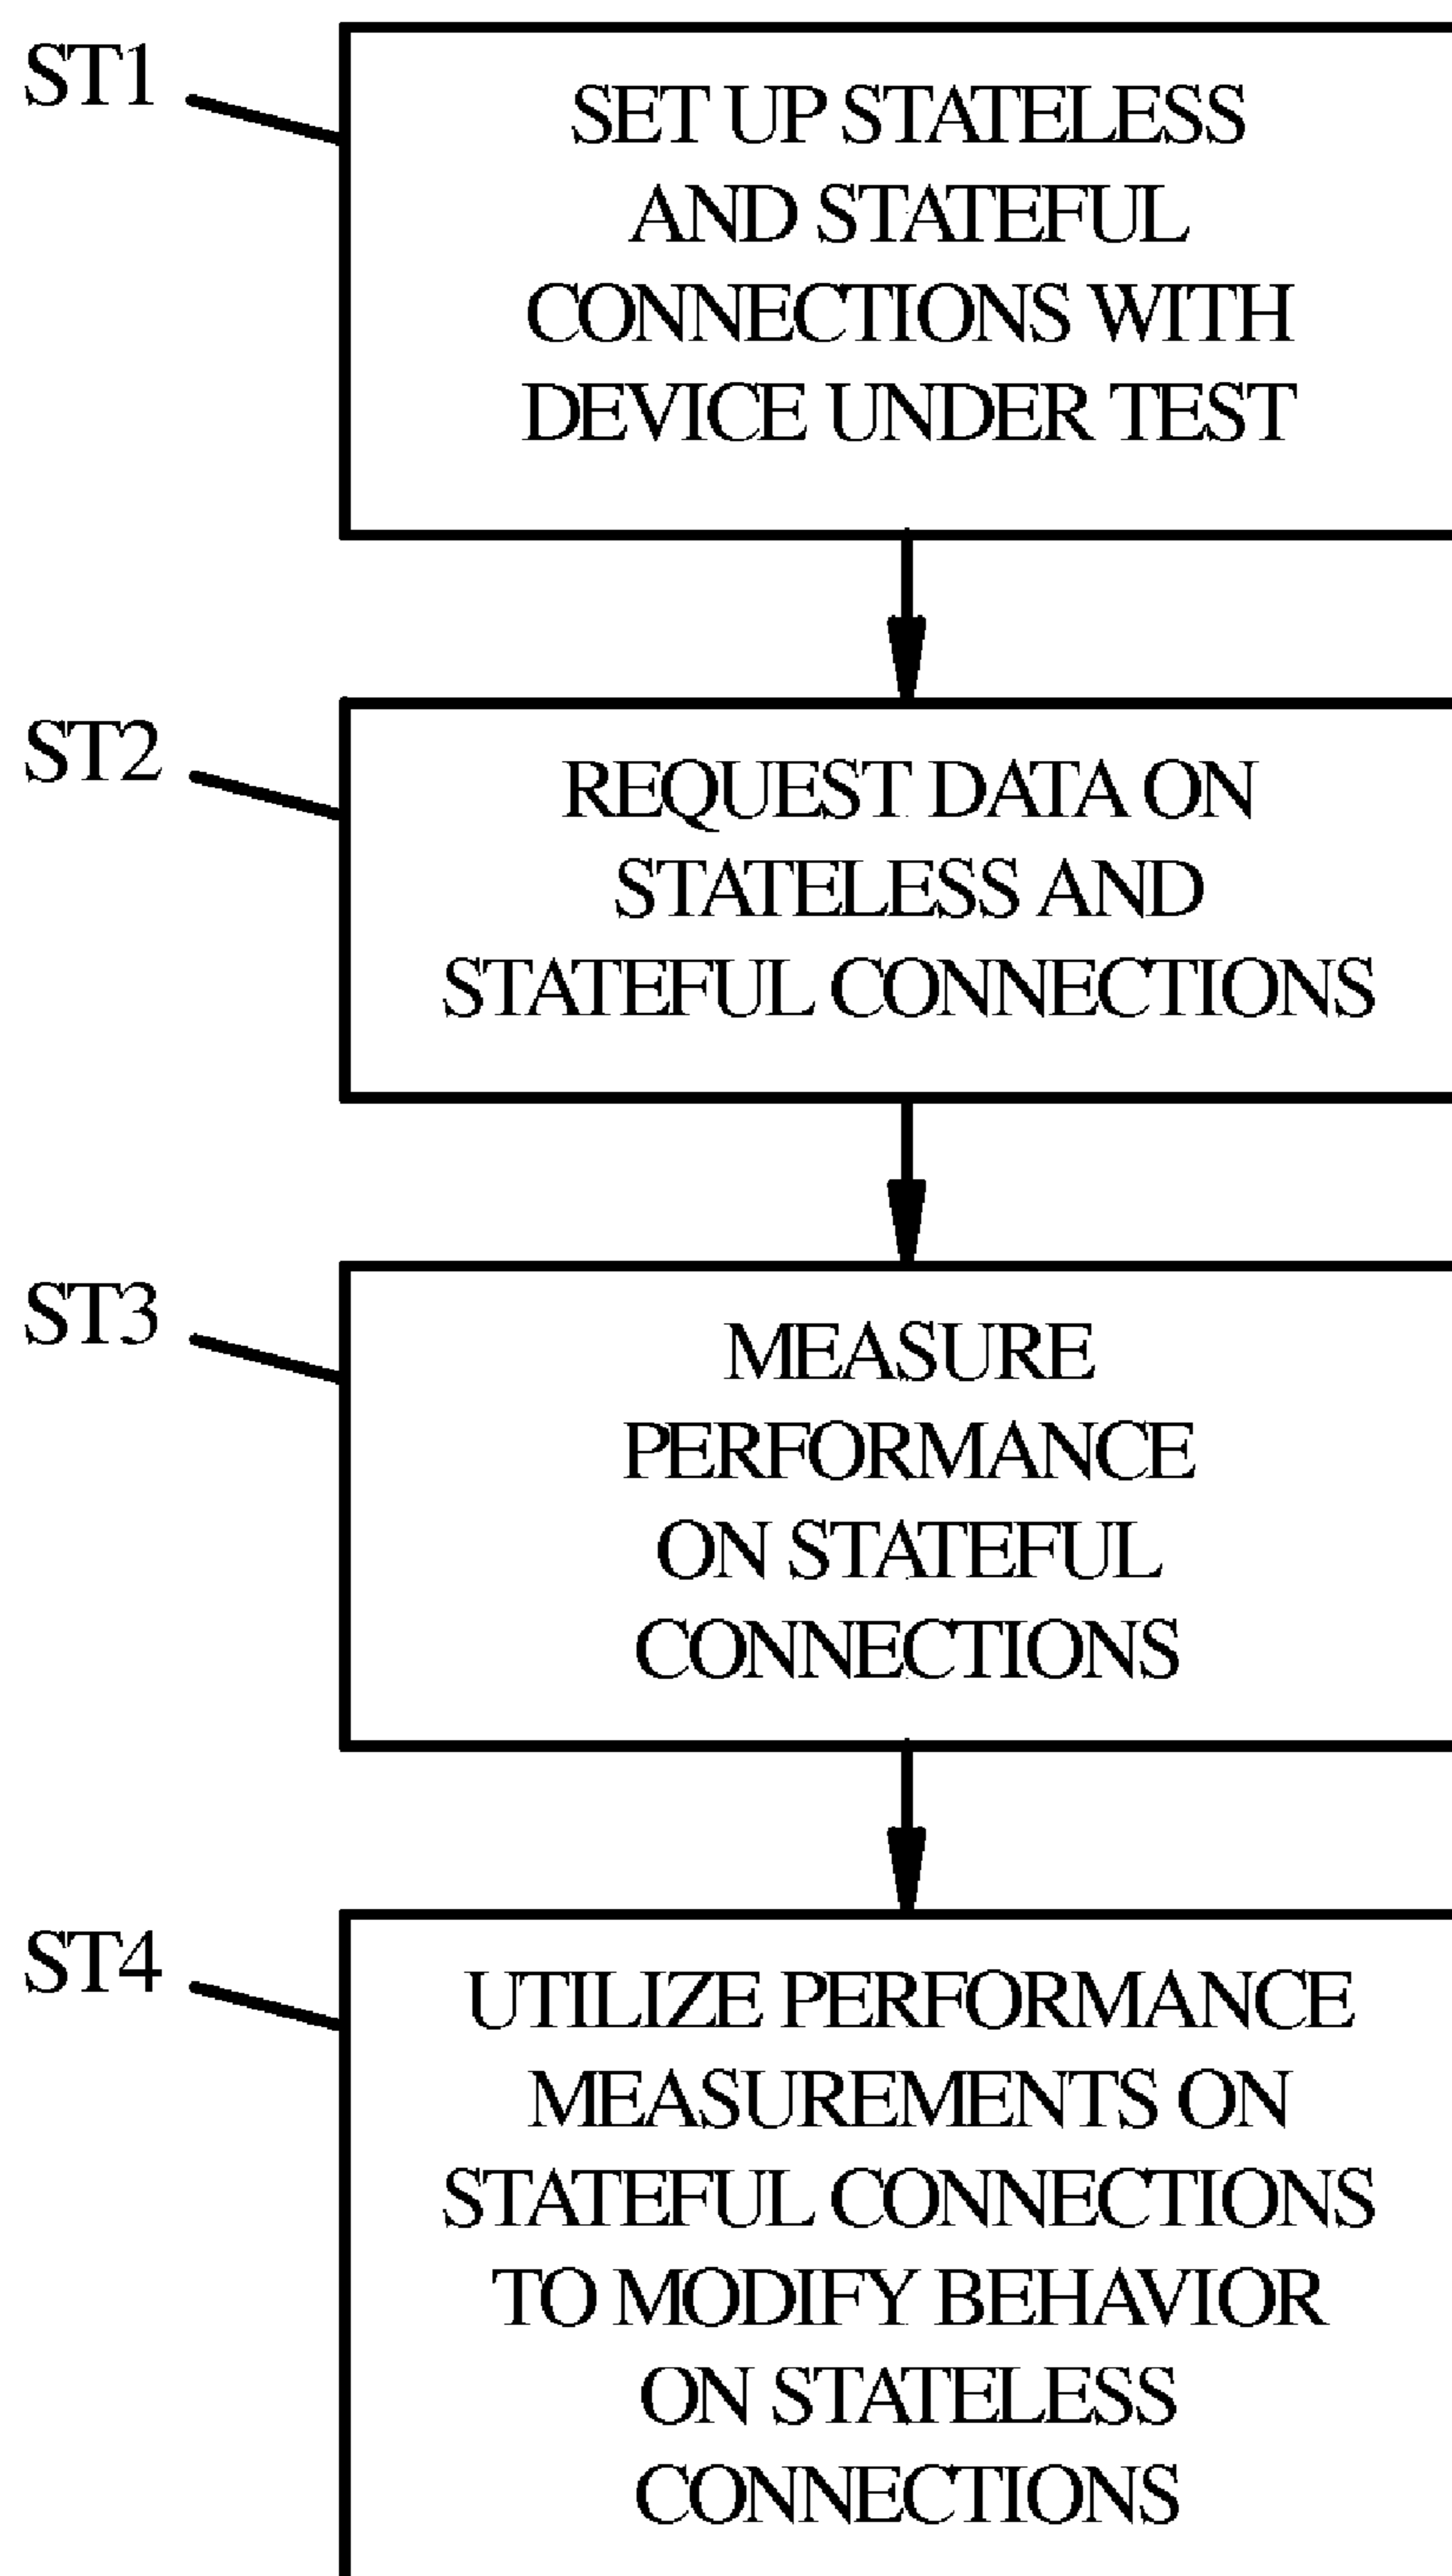 ST1
SET UP STATELESS
AND STATEFUL
CONNECTIONS WITH
DEVICE UNDER TEST
ST2
REQUEST DATA ON
STATELESS AND
STATEFUL CONNECTIONS
ST3
MEASURE
PERFORMANCE
ON STATEFUL
CONNECTIONS
ST4
UTILIZE PERFORMANCE
MEASUREMENTS ON
STATEFUL CONNECTIONS
TO MODIFY BEHAVIOR
ON STATELESS
CONNECTIONS